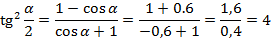 tg² α/2 = (1 − cos α)/(cos α + 1) = (1 + 0.6)/(−0,6 + 1) = 1,6/0,4 = 4